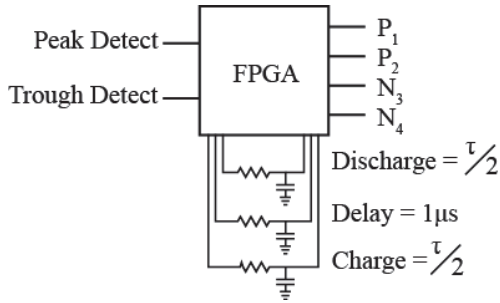 Peak Detect
Trough Detect
FPGA
P₁
P₂
N₃
N₄
Discharge = τ/2
Delay = 1μs
Charge = τ/2